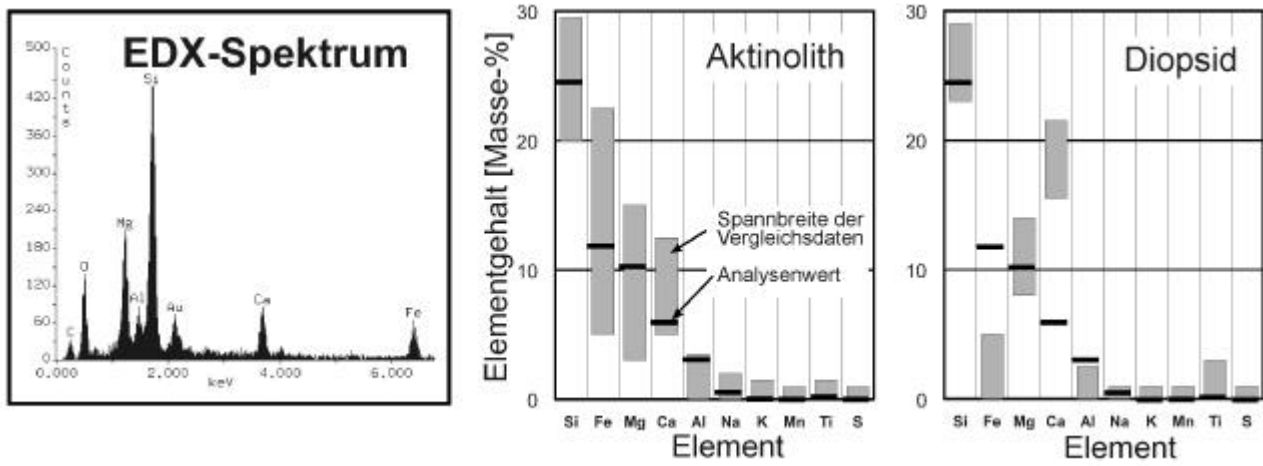 EDX-Spektrum
Counts
500
420
360
300
240
180
120
60
0
C
O
Mg
Al
Si
Au
Ca
Fe
0.000
2.000
4.000
6.000
keV
Aktinolith
Elementgehalt [Masse-%]
30
20
10
0
Spannbreite der
Vergleichsdaten
Analysenwert
Si Fe Mg Ca Al Na K Mn Ti S
Element
Diopsid
30
20
10
0
Si Fe Mg Ca Al Na K Mn Ti S
Element